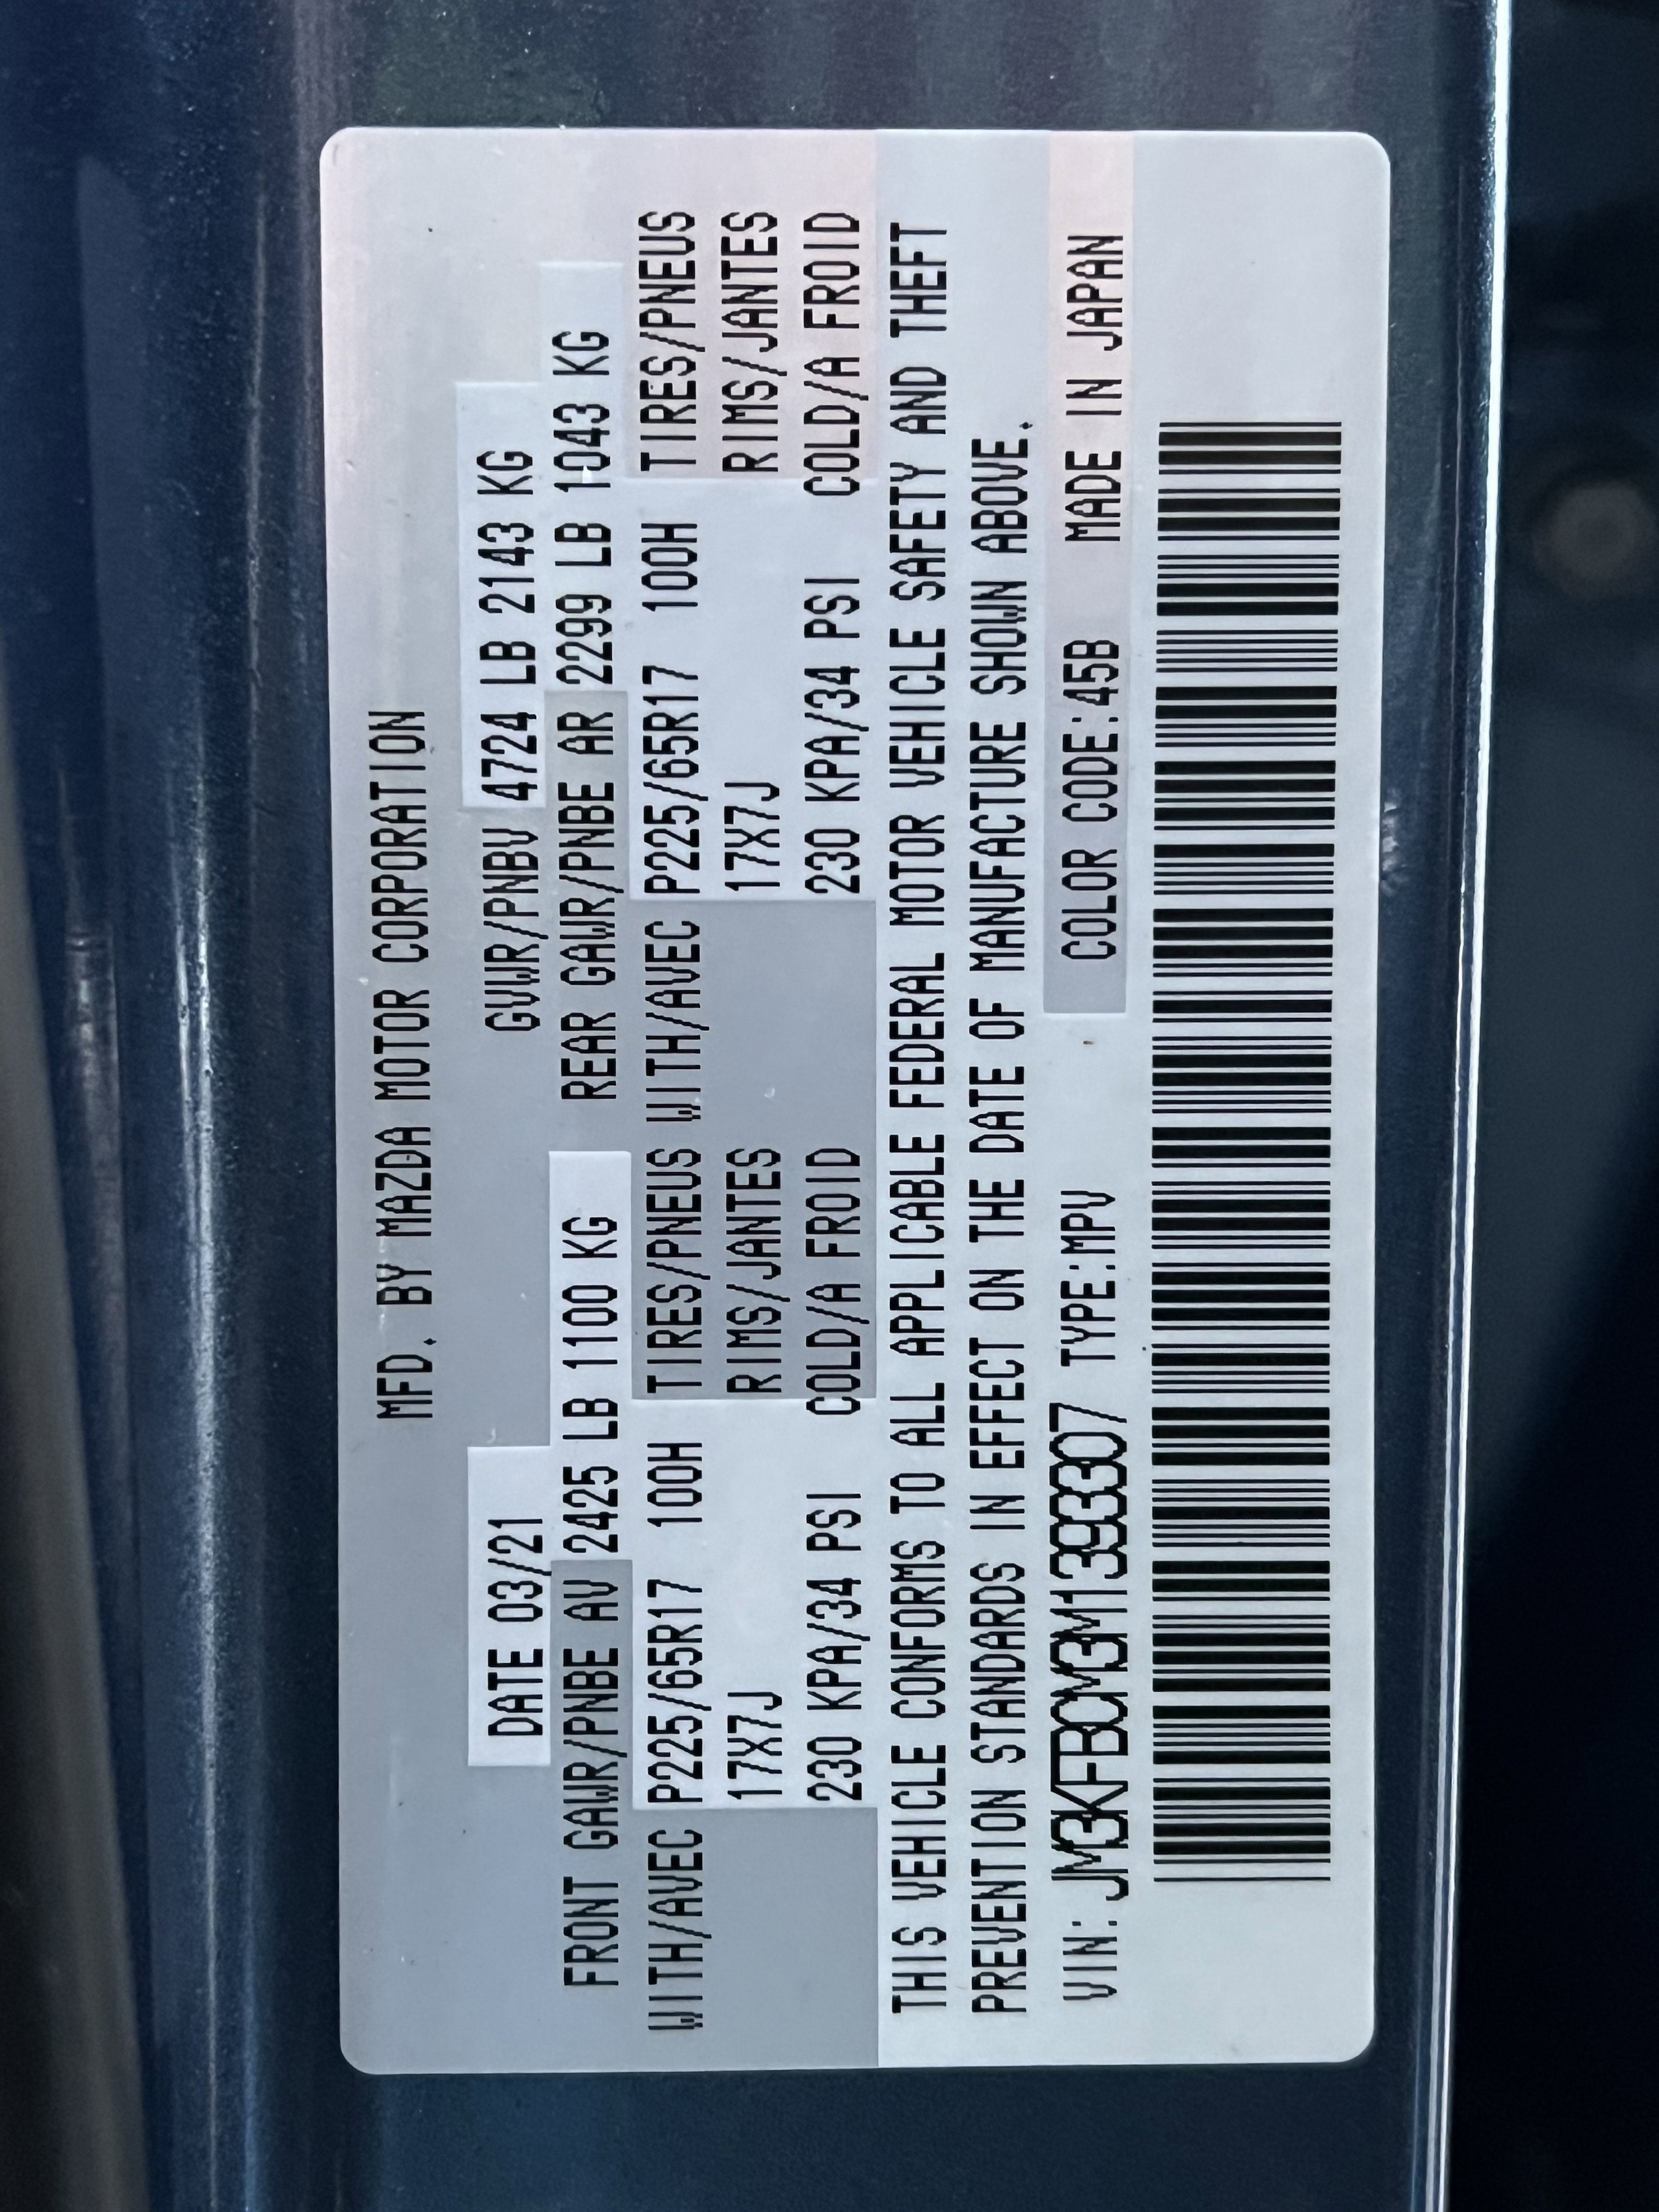 MFD. BY MAZDA MOTOR CORPORATION
DATE 03/21 GVWR/PNBV 4724 LB 2143 KG
FRONT GAWR/PNBE AV 2425 LB 1100 KG REAR GAWR/PNBE AR 2299 LB 1043 KG
WITH/AVEC P225/65R17 100H TIRES/PNEUS WITH/AVEC P225/65R17 100H TIRES/PNEUS
17X7J RIMS/JANTES 17X7J RIMS/JANTES
230 KPA/34 PSI COLD/A FROID 230 KPA/34 PSI COLD/A FROID
THIS VEHICLE CONFORMS TO ALL APPLICABLE FEDERAL MOTOR VEHICLE SAFETY AND THEFT
PREVENTION STANDARDS IN EFFECT ON THE DATE OF MANUFACTURE SHOWN ABOVE.
VIN: JM3KFBCM3M1393307 TYPE:MPV COLOR CODE:45B MADE IN JAPAN